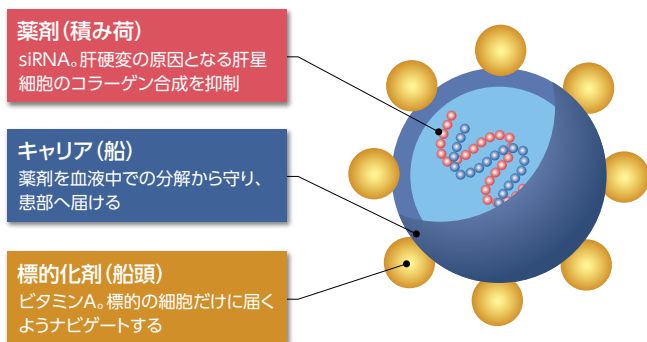 薬剤(積み荷)
siRNA。肝硬変の原因となる肝星
細胞のコラーゲン合成を抑制
キャリア(船)
薬剤を血液中での分解から守り、
患部へ届ける
標的化剤(船頭)
ビタミンA。標的の細胞だけに届く
ようナビゲートする